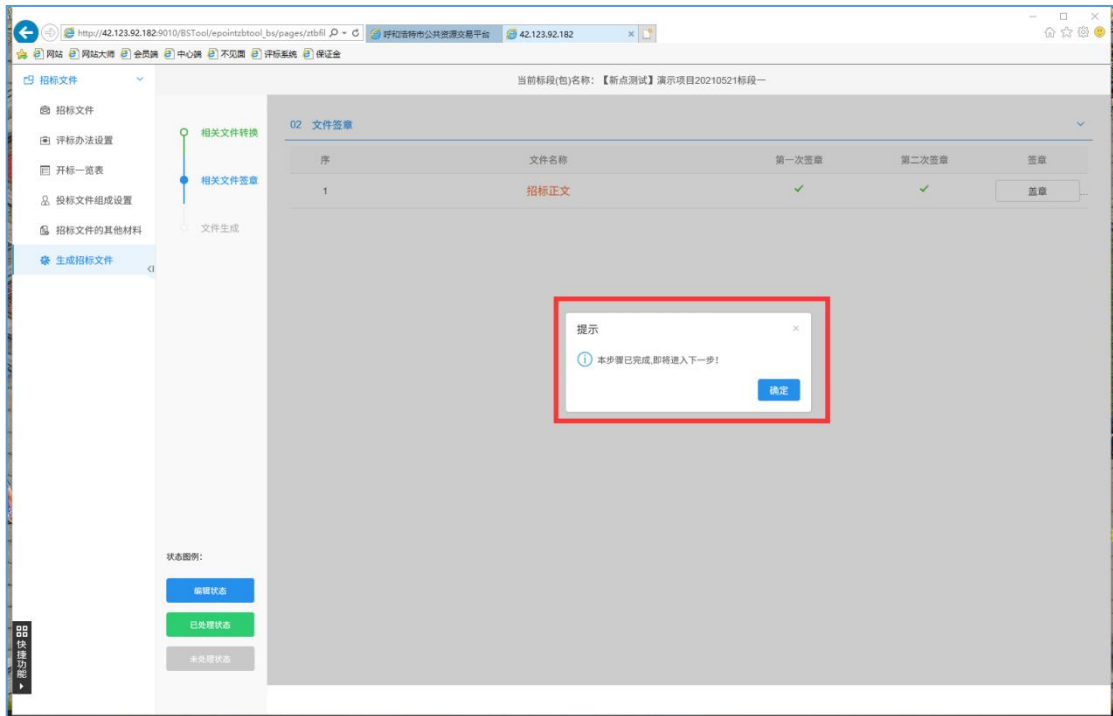 http://42.123.92.182:9010/BSTool/epointzbtool_bs/pages/ztbfil
呼和浩特市公共资源交易平台
42.123.92.182
网站 网站大师 会员端 中心端 不见面 评标系统 保证金
招标文件
当前标段(包)名称：【新点测试】演示项目20210521标段一
招标文件
评标办法设置
开标一览表
投标文件组成设置
招标文件的其他材料
生成招标文件
相关文件转换
相关文件签章
文件生成
02 文件签章
序 文件名称 第一次签章 第二次签章 签章
1 招标正文 盖章
提示
本步骤已完成,即将进入下一步!
确定
状态图例:
编辑状态
已处理状态
未处理状态
快捷功能